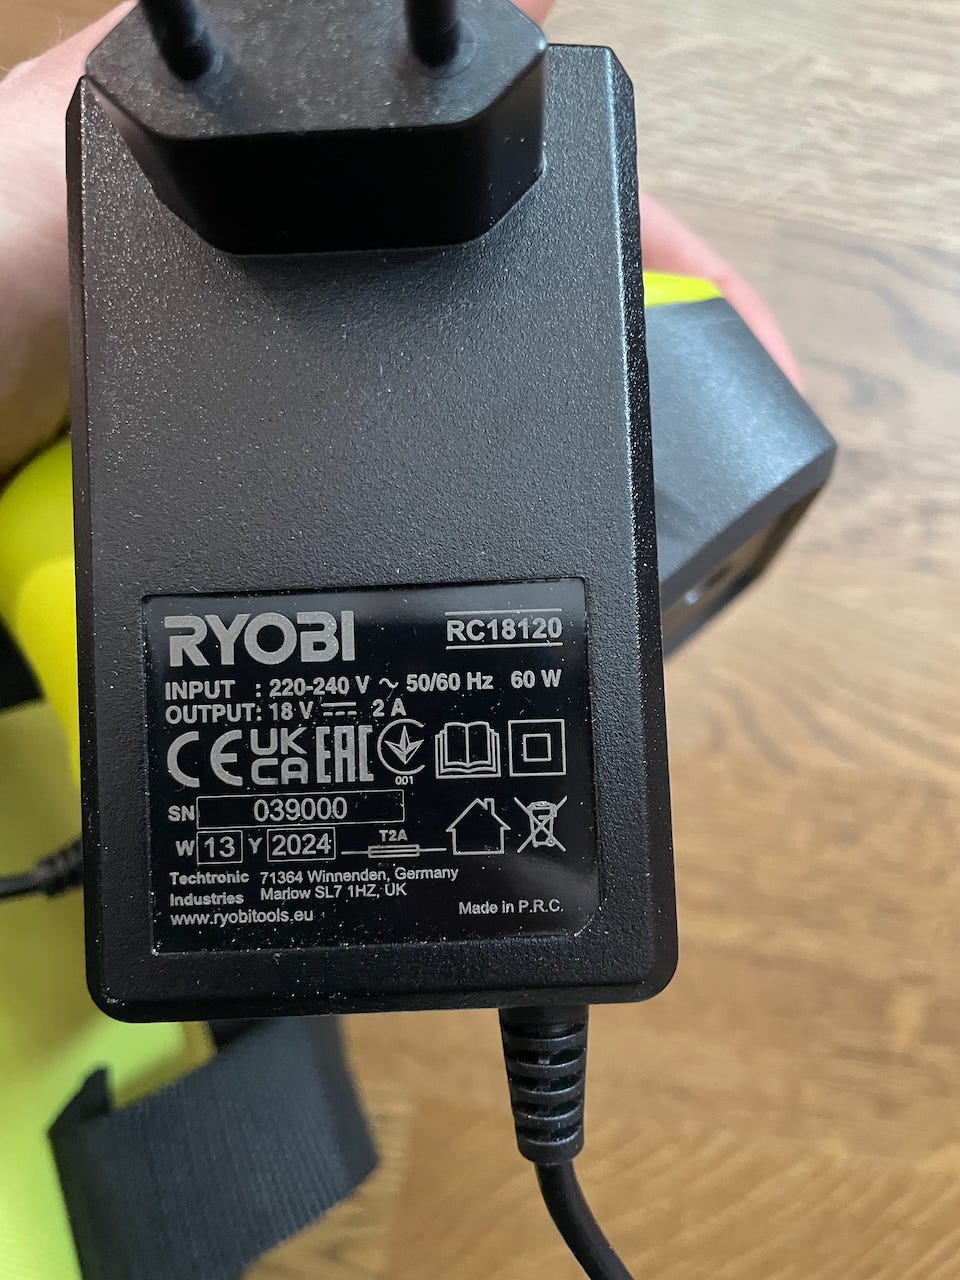 RYOBI RC18120
INPUT : 220-240 V ~ 50/60 Hz 60 W
OUTPUT: 18 V ⎓ 2 A
CE UK CA EAC 001
SN 039000
W 13 Y 2024 T2A
Techtronic 71364 Winnenden, Germany
Industries Marlow SL7 1HZ, UK
www.ryobitools.eu Made in P.R.C.